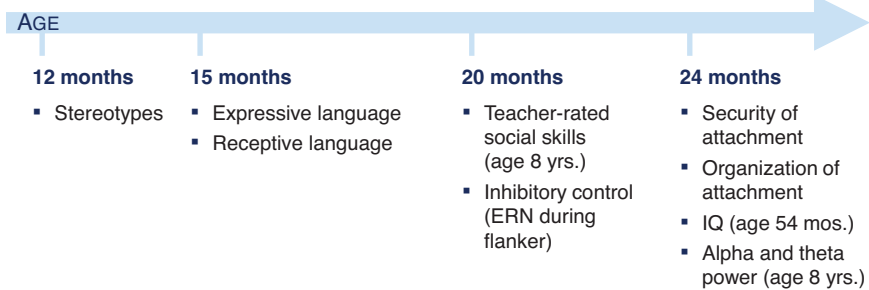 AGE
12 months
▪ Stereotypes
15 months
▪ Expressive language
▪ Receptive language
20 months
▪ Teacher-rated
social skills
(age 8 yrs.)
▪ Inhibitory control
(ERN during
flanker)
24 months
▪ Security of
attachment
▪ Organization of
attachment
▪ IQ (age 54 mos.)
▪ Alpha and theta
power (age 8 yrs.)